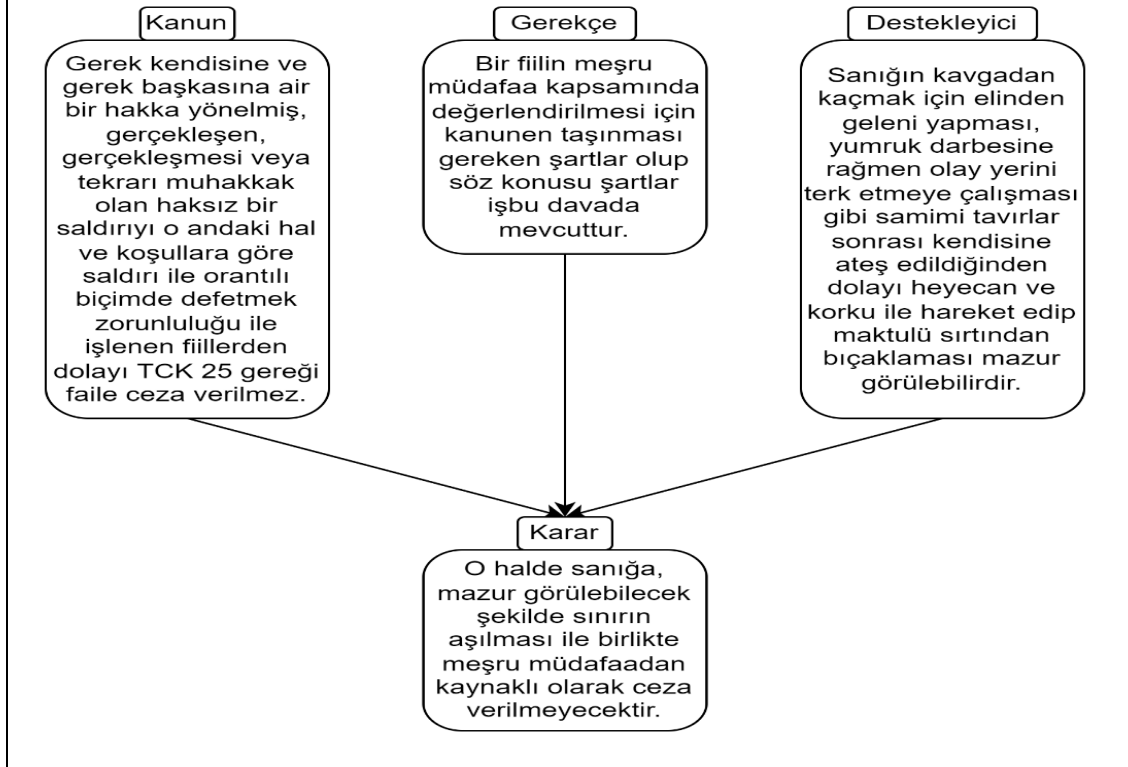 Kanun
Gerek kendisine ve
gerek başkasına air
bir hakka yönelmiş,
gerçekleşen,
gerçekleşmesi veya
tekrarı muhakkak
olan haksız bir
saldırıyı o andaki hal
ve koşullara göre
saldırı ile orantılı
biçimde defetmek
zorunluluğu ile
işlenen fiillerden
dolayı TCK 25 gereği
faile ceza verilmez.
Gerekçe
Bir fiilin meşru
müdafaa kapsamında
değerlendirilmesi için
kanunen taşınması
gereken şartlar olup
söz konusu şartlar
işbu davada
mevcuttur.
Destekleyici
Sanığın kavgadan
kaçmak için elinden
geleni yapması,
yumruk darbesine
rağmen olay yerini
terk etmeye çalışması
gibi samimi tavırlar
sonrası kendisine
ateş edildiğinden
dolayı heyecan ve
korku ile hareket edip
maktulü sırtından
bıçaklaması mazur
görülebilirdir.
Karar
O halde sanığa,
mazur görülebilecek
şekilde sınırın
aşılması ile birlikte
meşru müdafaadan
kaynaklı olarak ceza
verilmeyecektir.